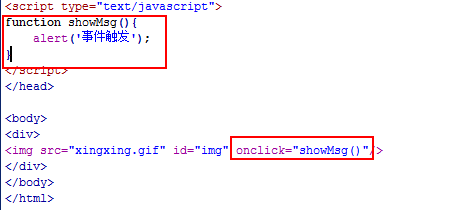 <script type="text/javascript">
function showMsg(){
    alert('事件触发');
}
</script>
</head>

<body>
<div>
<img src="xingxing.gif" id="img" onclick="showMsg()"/>
</div>
</body>
</html>